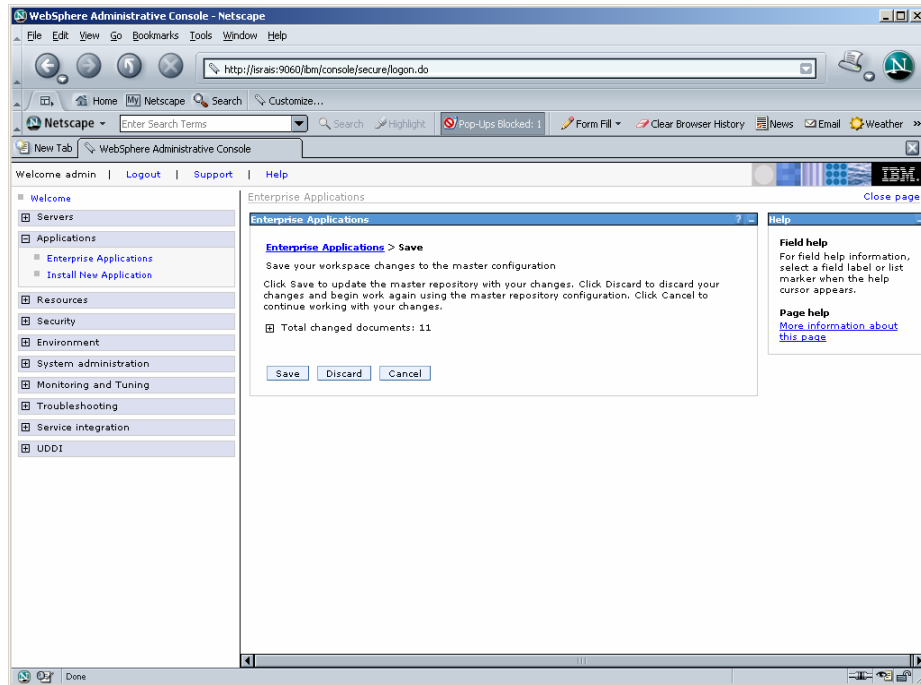 WebSphere Administrative Console - Netscape
File Edit View Go Bookmarks Tools Window Help
http://israis:9060/ibm/console/secure/logon.do
Home My Netscape Search Customize...
Netscape Enter Search Terms Search Highlight Pop-Ups Blocked: 1 Form Fill Clear Browser History News Email Weather »
New Tab WebSphere Administrative Console
Welcome admin | Logout | Support | Help IBM.
Welcome
Servers
Applications
Enterprise Applications
Install New Application
Resources
Security
Environment
System administration
Monitoring and Tuning
Troubleshooting
Service integration
UDDI
Enterprise Applications Close page
Enterprise Applications ?
Enterprise Applications > Save
Save your workspace changes to the master configuration
Click Save to update the master repository with your changes. Click Discard to discard your
changes and begin work again using the master repository configuration. Click Cancel to
continue working with your changes.
Total changed documents: 11
Save Discard Cancel
Help
Field help
For field help information,
select a field label or list
marker when the help
cursor appears.
Page help
More information about
this page
Done